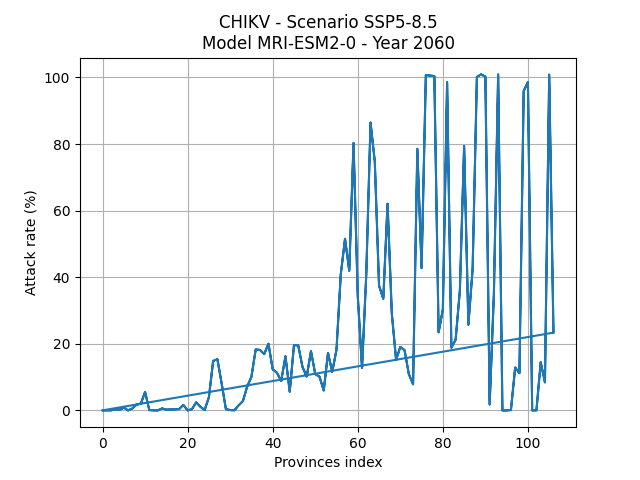 CHIKV - Scenario SSP5-8.5
Model MRI-ESM2-0 - Year 2060
100
80
60
40
20
0
Attack rate (%)
0 20 40 60 80 100
Provinces index